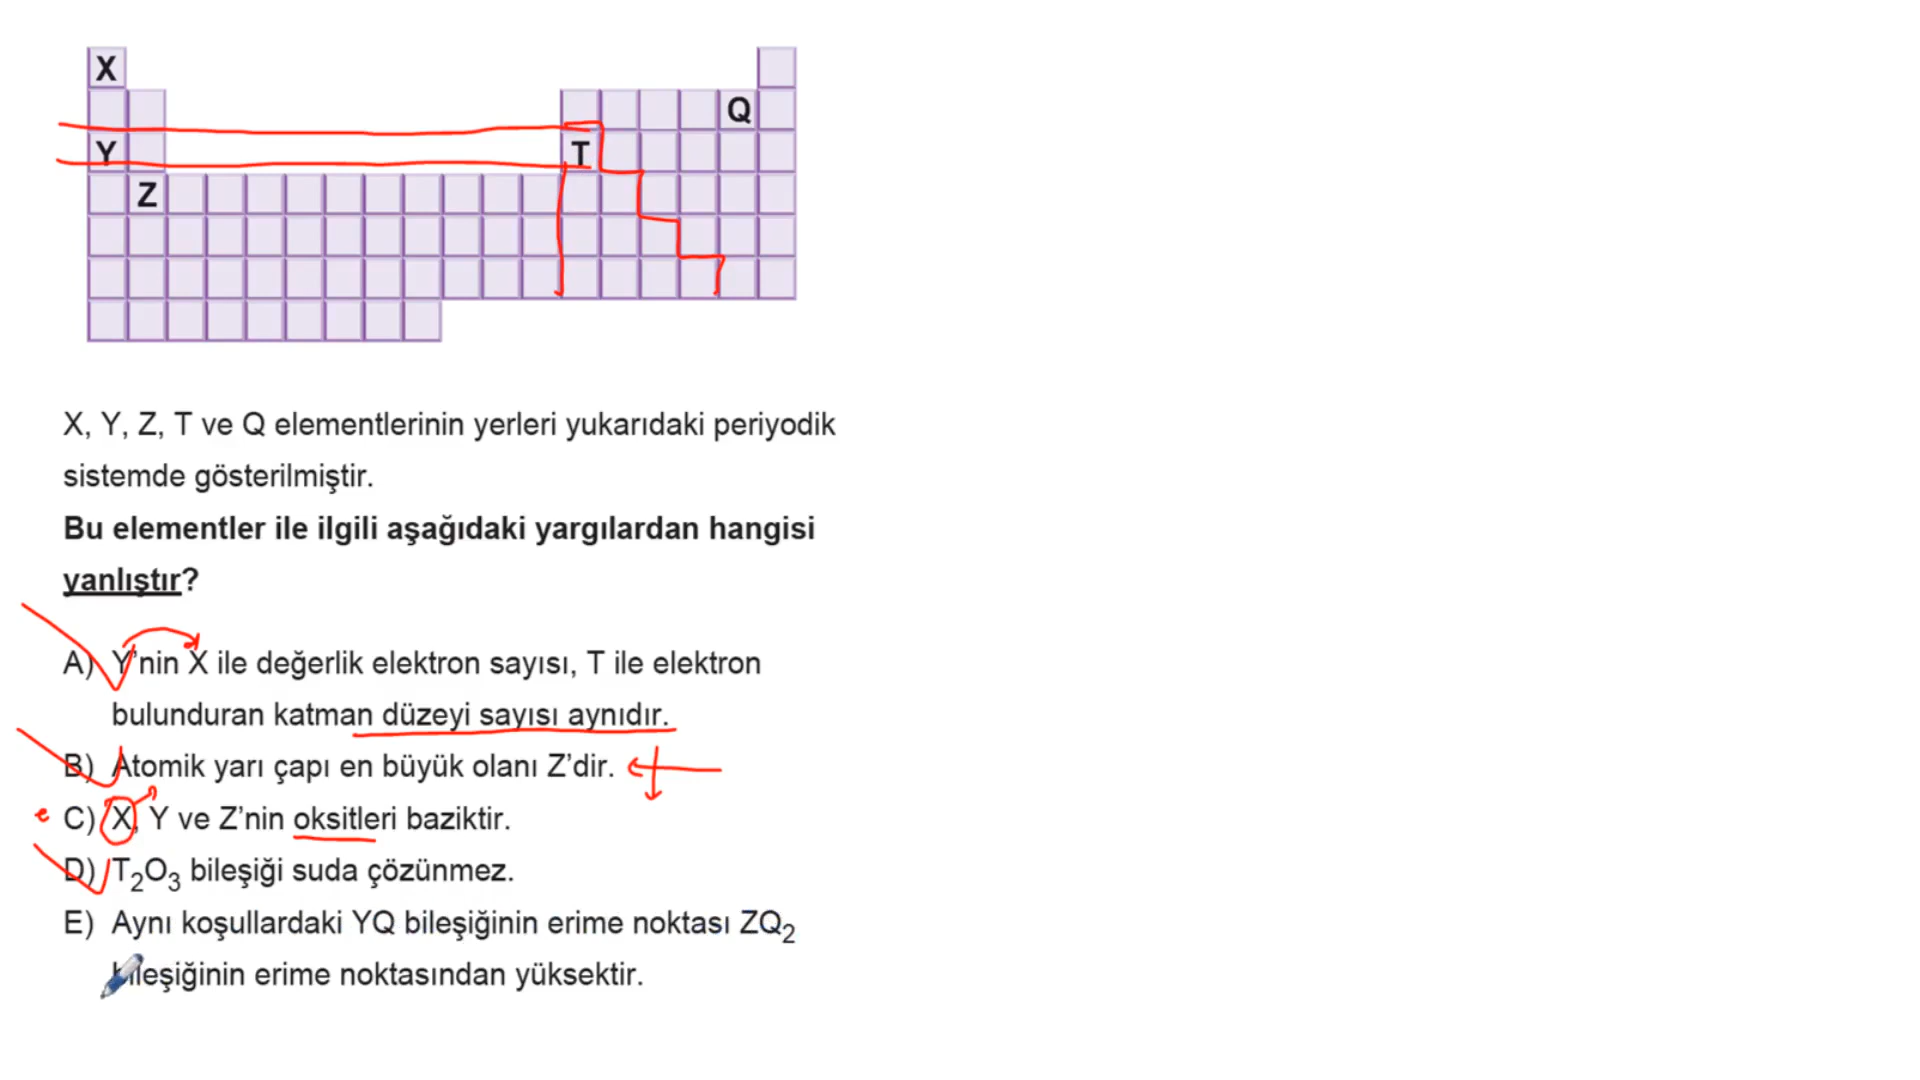 X
Q
Y T
Z
X, Y, Z, T ve Q elementlerinin yerleri yukarıdaki periyodik
sistemde gösterilmiştir.
Bu elementler ile ilgili aşağıdaki yargılardan hangisi
yanlıştır?
A) Y'nin X ile değerlik elektron sayısı, T ile elektron
bulunduran katman düzeyi sayısı aynıdır.
B) Atomik yarı çapı en büyük olanı Z'dir.
C) X, Y ve Z'nin oksitleri baziktir.
D) T₂O₃ bileşiği suda çözünmez.
E) Aynı koşullardaki YQ bileşiğinin erime noktası ZQ₂
bileşiğinin erime noktasından yüksektir.